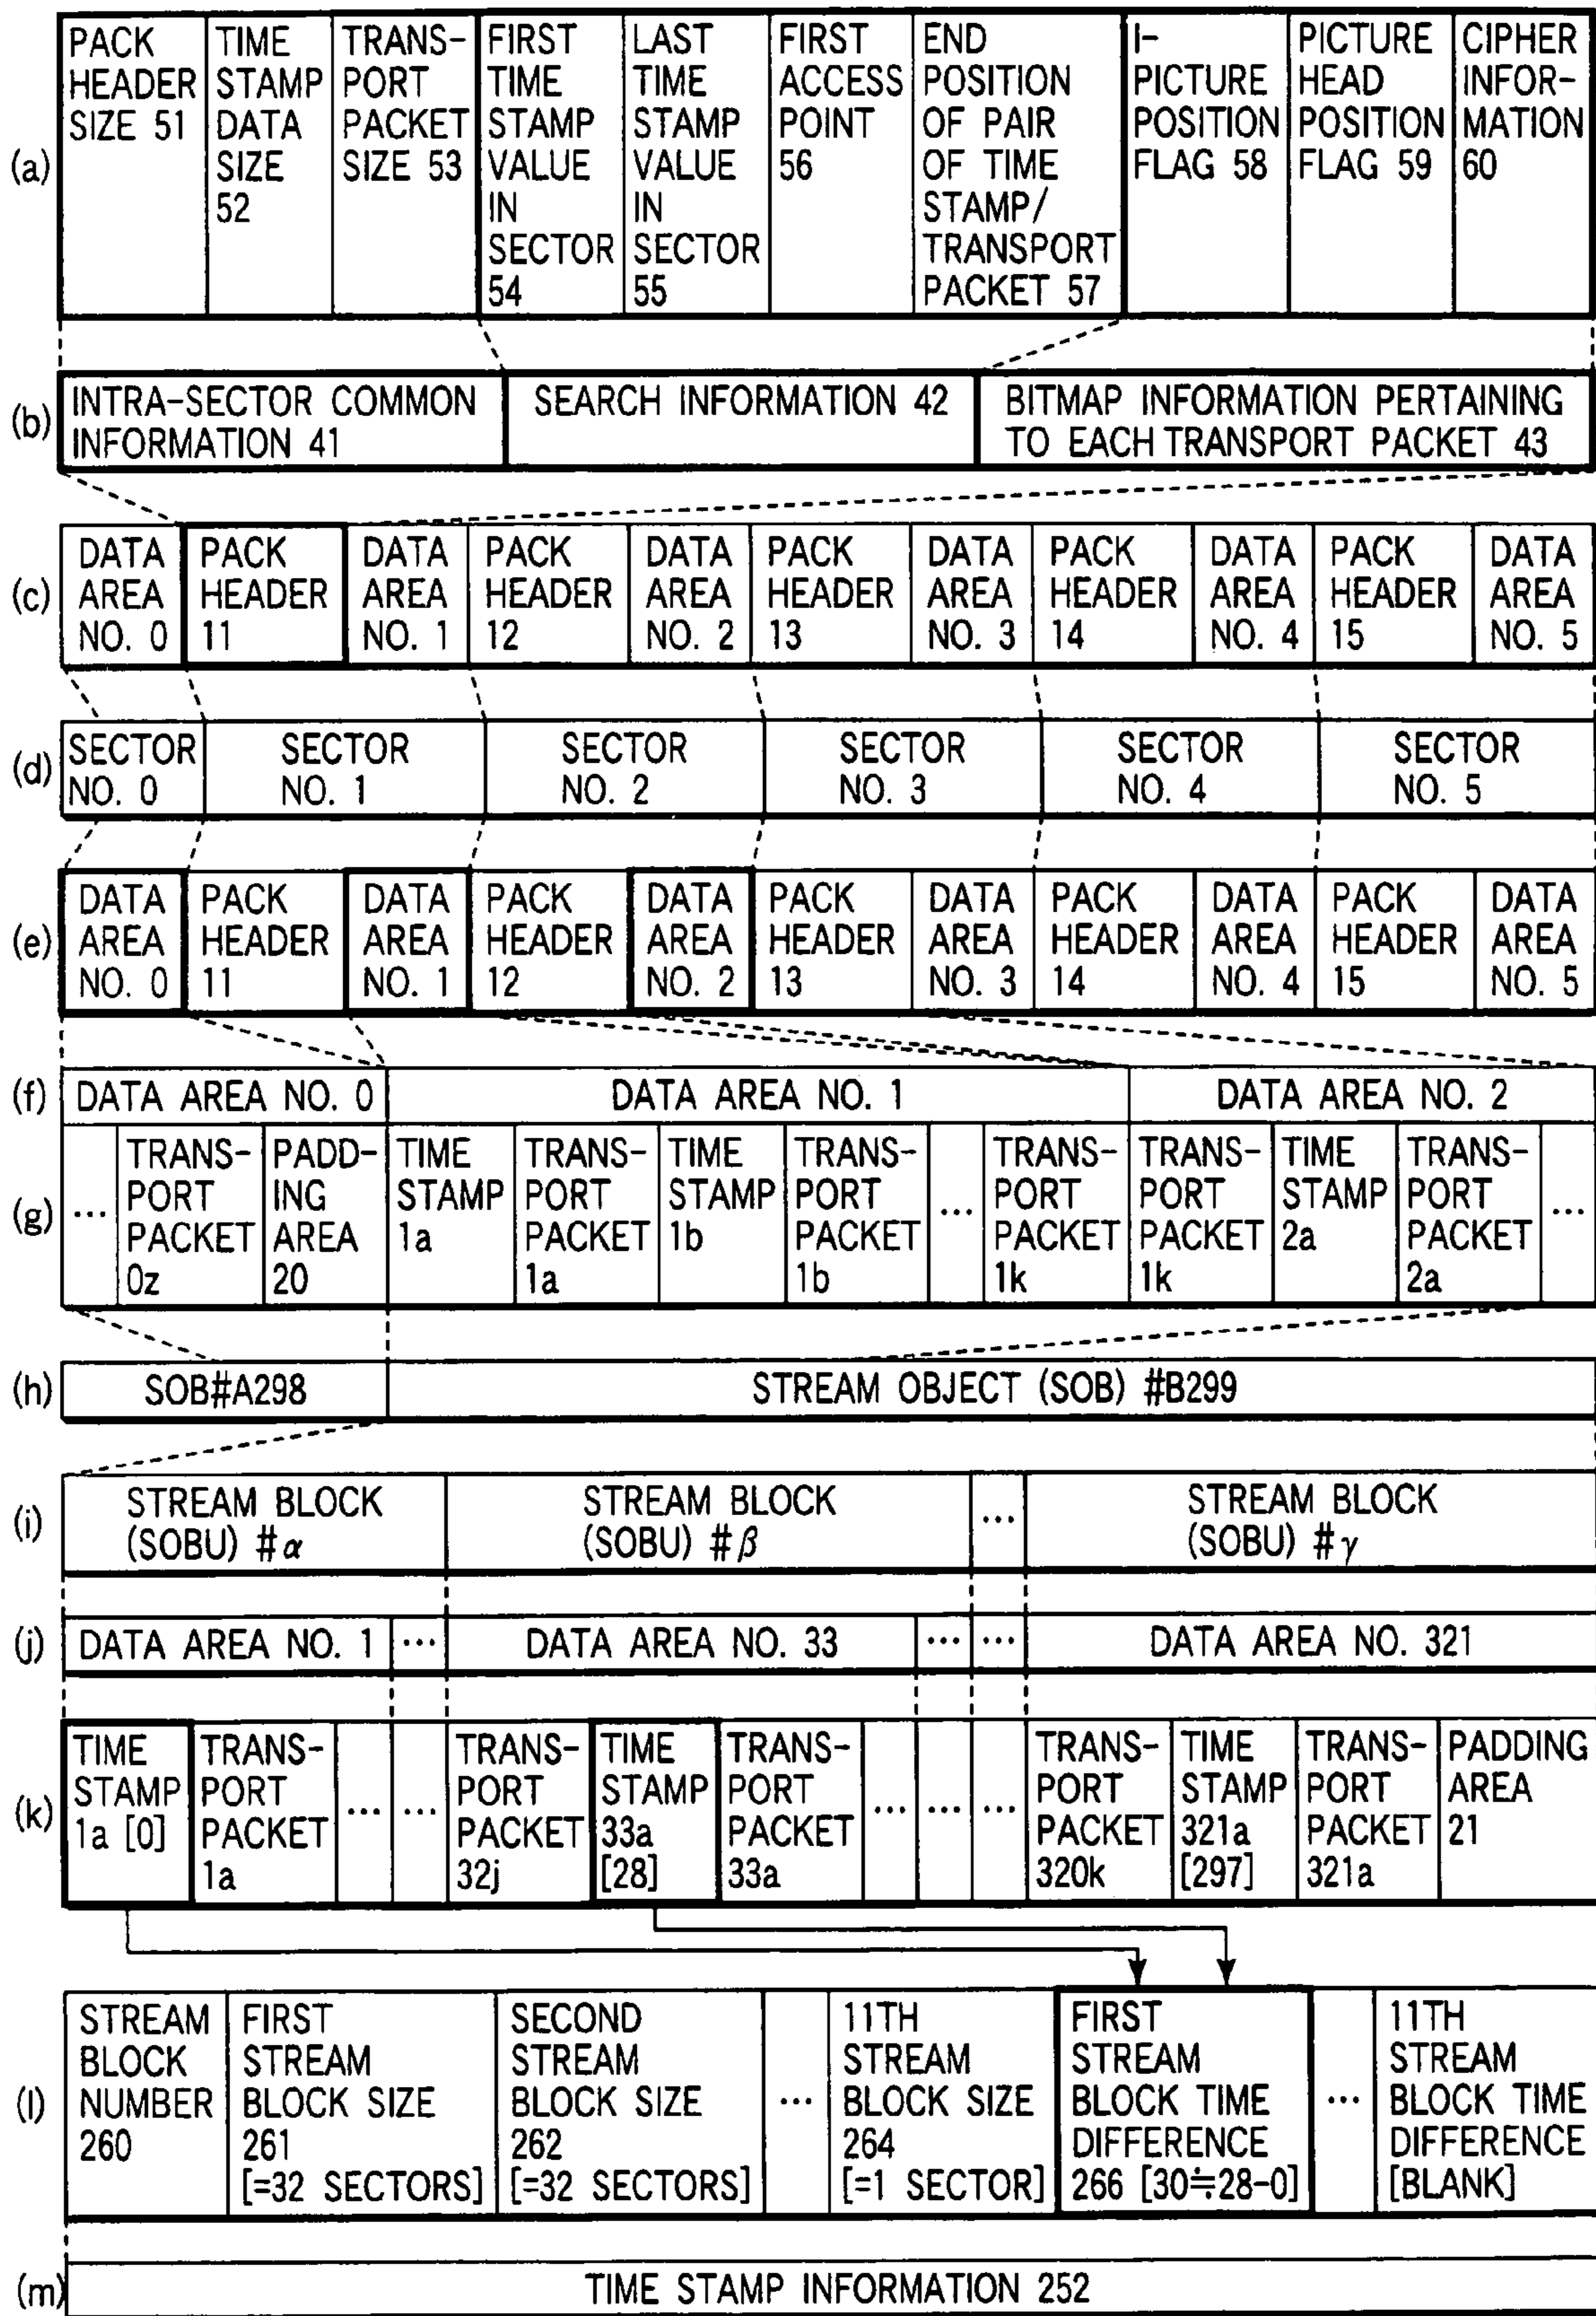 (a)
PACK
HEADER
SIZE 51
TIME
STAMP
DATA
SIZE
52
TRANS-
PORT
PACKET
SIZE 53
FIRST
TIME
STAMP
VALUE
IN
SECTOR
54
LAST
TIME
STAMP
VALUE
IN
SECTOR
55
FIRST
ACCESS
POINT
56
END
POSITION
OF PAIR
OF TIME
STAMP/
TRANSPORT
PACKET 57
I-
PICTURE
POSITION
FLAG 58
PICTURE
HEAD
POSITION
FLAG 59
CIPHER
INFOR-
MATION
60
(b)
INTRA-SECTOR COMMON
INFORMATION 41
SEARCH INFORMATION 42
BITMAP INFORMATION PERTAINING
TO EACH TRANSPORT PACKET 43
(c)
DATA
AREA
NO. 0
PACK
HEADER
11
DATA
AREA
NO. 1
PACK
HEADER
12
DATA
AREA
NO. 2
PACK
HEADER
13
DATA
AREA
NO. 3
PACK
HEADER
14
DATA
AREA
NO. 4
PACK
HEADER
15
DATA
AREA
NO. 5
(d)
SECTOR
NO. 0
SECTOR
NO. 1
SECTOR
NO. 2
SECTOR
NO. 3
SECTOR
NO. 4
SECTOR
NO. 5
(e)
DATA
AREA
NO. 0
PACK
HEADER
11
DATA
AREA
NO. 1
PACK
HEADER
12
DATA
AREA
NO. 2
PACK
HEADER
13
DATA
AREA
NO. 3
PACK
HEADER
14
DATA
AREA
NO. 4
PACK
HEADER
15
DATA
AREA
NO. 5
(f)
DATA AREA NO. 0
DATA AREA NO. 1
DATA AREA NO. 2
(g)
...
TRANS-
PORT
PACKET
0z
PADD-
ING
AREA
20
TIME
STAMP
1a
TRANS-
PORT
PACKET
1a
TIME
STAMP
1b
TRANS-
PORT
PACKET
1b
...
TRANS-
PORT
PACKET
1k
TRANS-
PORT
PACKET
1k
TIME
STAMP
2a
TRANS-
PORT
PACKET
2a
...
(h)
SOB#A298
STREAM OBJECT (SOB) #B299
(i)
STREAM BLOCK
(SOBU) #α
STREAM BLOCK
(SOBU) #β
...
STREAM BLOCK
(SOBU) #γ
(j)
DATA AREA NO. 1
...
DATA AREA NO. 33
...
...
DATA AREA NO. 321
(k)
TIME
STAMP
1a [0]
TRANS-
PORT
PACKET
1a
...
...
TRANS-
PORT
PACKET
32j
TIME
STAMP
33a
[28]
TRANS-
PORT
PACKET
33a
...
...
...
TRANS-
PORT
PACKET
320k
TIME
STAMP
321a
[297]
TRANS-
PORT
PACKET
321a
PADDING
AREA
21
(l)
STREAM
BLOCK
NUMBER
260
FIRST
STREAM
BLOCK SIZE
261
[=32 SECTORS]
SECOND
STREAM
BLOCK SIZE
262
[=32 SECTORS]
...
11TH
STREAM
BLOCK SIZE
264
[=1 SECTOR]
FIRST
STREAM
BLOCK TIME
DIFFERENCE
266 [30≒28-0]
...
11TH
STREAM
BLOCK TIME
DIFFERENCE
[BLANK]
(m)
TIME STAMP INFORMATION 252